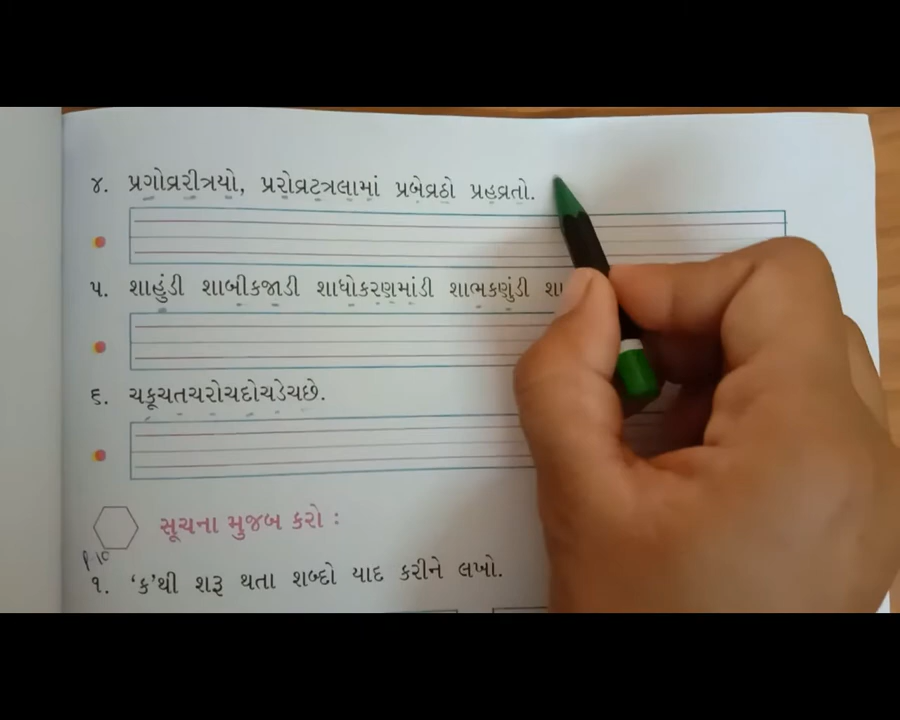 ૪. પ્રગોવ્રરીત્રયો, પ્રરોવ્રટત્રલામાં પ્રબેવ્રઠો પ્રહવ્રતો.
૫. શાહુંડી શાબીકજાડી શાધોકરણમાંડી શાભકણુંડી
૬. ચકૂચતચરોચદોચડેચછે.
સૂચના મુજબ કરો :
૧. ‘ક’થી શરૂ થતા શબ્દો યાદ કરીને લખો.